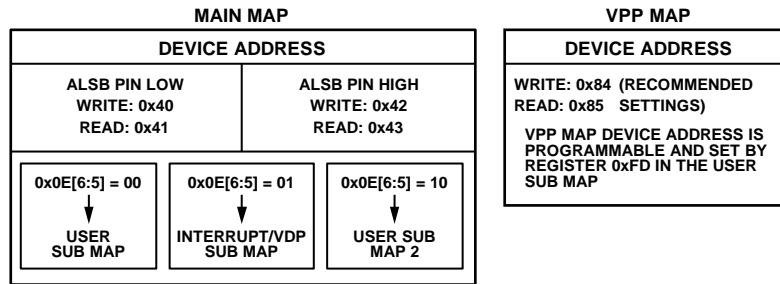 MAIN MAP
DEVICE ADDRESS
ALSB PIN LOW
WRITE: 0x40
READ: 0x41
ALSB PIN HIGH
WRITE: 0x42
READ: 0x43
0x0E[6:5] = 00
USER
SUB MAP
0x0E[6:5] = 01
INTERRUPT/VDP
SUB MAP
0x0E[6:5] = 10
USER SUB
MAP 2
VPP MAP
DEVICE ADDRESS
WRITE: 0x84 (RECOMMENDED
READ: 0x85 SETTINGS)
VPP MAP DEVICE ADDRESS IS
PROGRAMMABLE AND SET BY
REGISTER 0xFD IN THE USER
SUB MAP